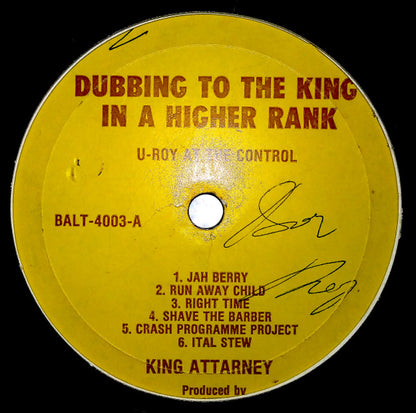 DUBBING TO THE KING
IN A HIGHER RANK
U-ROY AT THE CONTROL
BALT-4003-A
1. JAH BERRY
2. RUN AWAY CHILD
3. RIGHT TIME
4. SHAVE THE BARBER
5. CRASH PROGRAMME PROJECT
6. ITAL STEW
KING ATTARNEY
Produced by